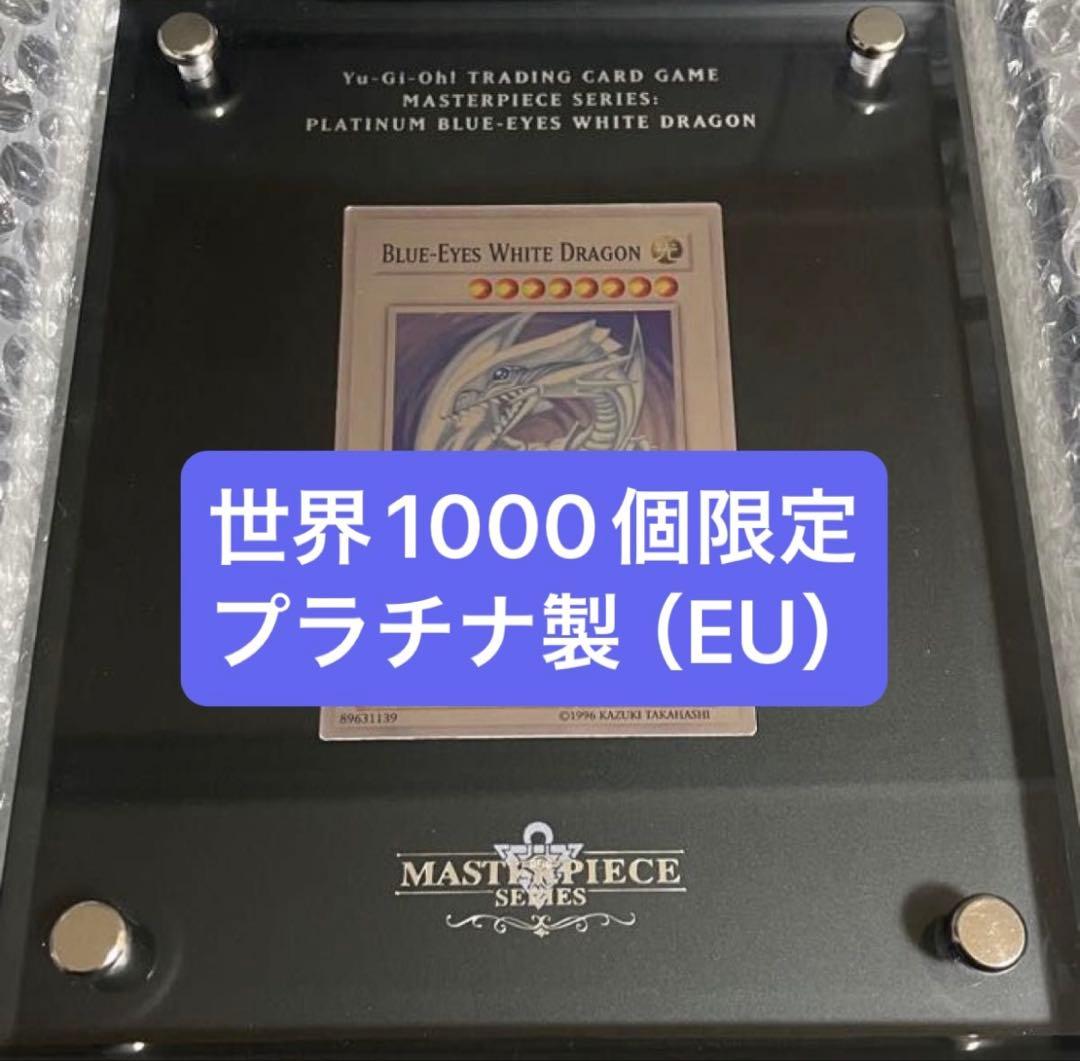 Yu-Gi-Oh! TRADING CARD GAME
MASTERPIECE SERIES:
PLATINUM BLUE-EYES WHITE DRAGON
BLUE-EYES WHITE DRAGON 光
世界1000個限定
プラチナ製（EU）
89631139 ©1996 KAZUKI TAKAHASHI
MASTERPIECE
SERIES